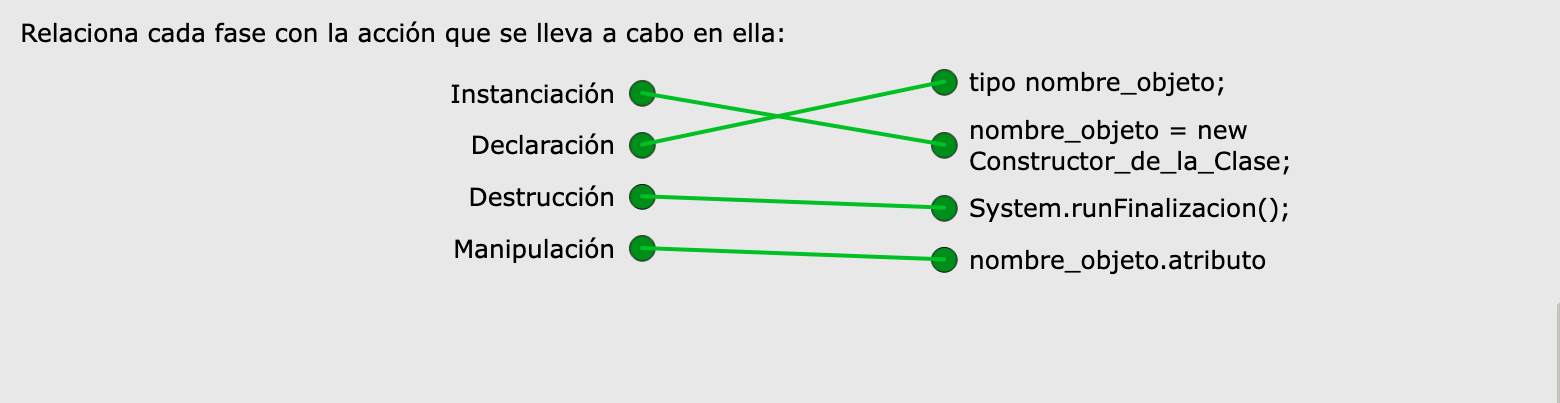 Relaciona cada fase con la acción que se lleva a cabo en ella:
Instanciación
Declaración
Destrucción
Manipulación
tipo nombre_objeto;
nombre_objeto = new
Constructor_de_la_Clase;
System.runFinalizacion();
nombre_objeto.atributo